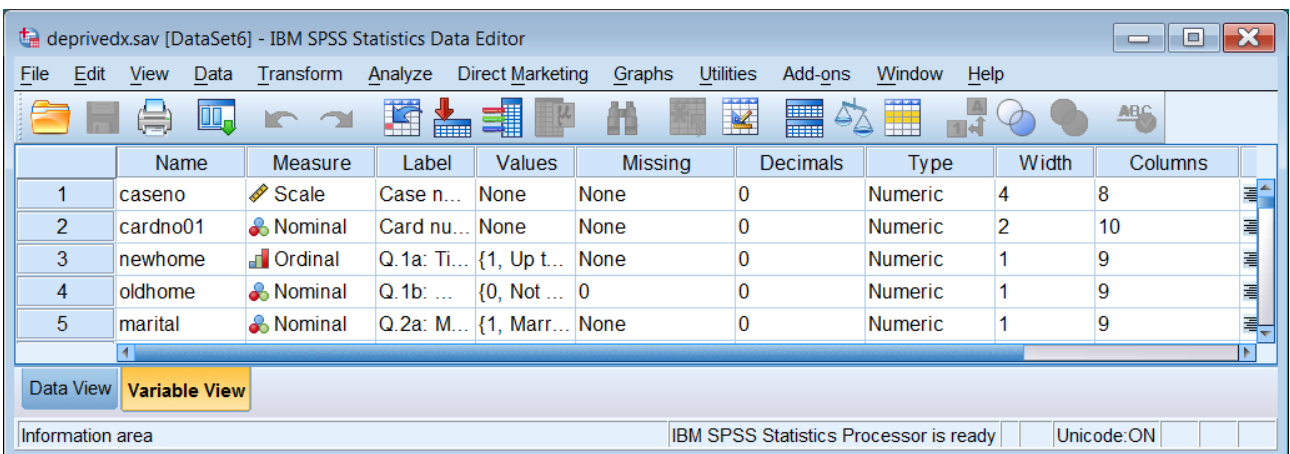 deprivedx.sav [DataSet6] - IBM SPSS Statistics Data Editor
File Edit View Data Transform Analyze Direct Marketing Graphs Utilities Add-ons Window Help
Name Measure Label Values Missing Decimals Type Width Columns
1 caseno Scale Case n... None None 0 Numeric 4 8
2 cardno01 Nominal Card nu... None None 0 Numeric 2 10
3 newhome Ordinal Q.1a: Ti... {1, Up t... None 0 Numeric 1 9
4 oldhome Nominal Q.1b: ... {0, Not ... 0 0 Numeric 1 9
5 marital Nominal Q.2a: M... {1, Marr... None 0 Numeric 1 9
Data View Variable View
Information area IBM SPSS Statistics Processor is ready Unicode:ON